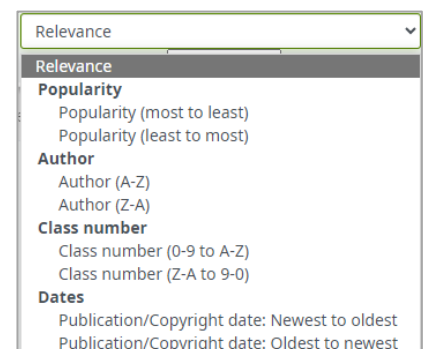 Relevance
Relevance
Popularity
Popularity (most to least)
Popularity (least to most)
Author
Author (A-Z)
Author (Z-A)
Class number
Class number (0-9 to A-Z)
Class number (Z-A to 9-0)
Dates
Publication/Copyright date: Newest to oldest
Publication/Copyright date: Oldest to newest